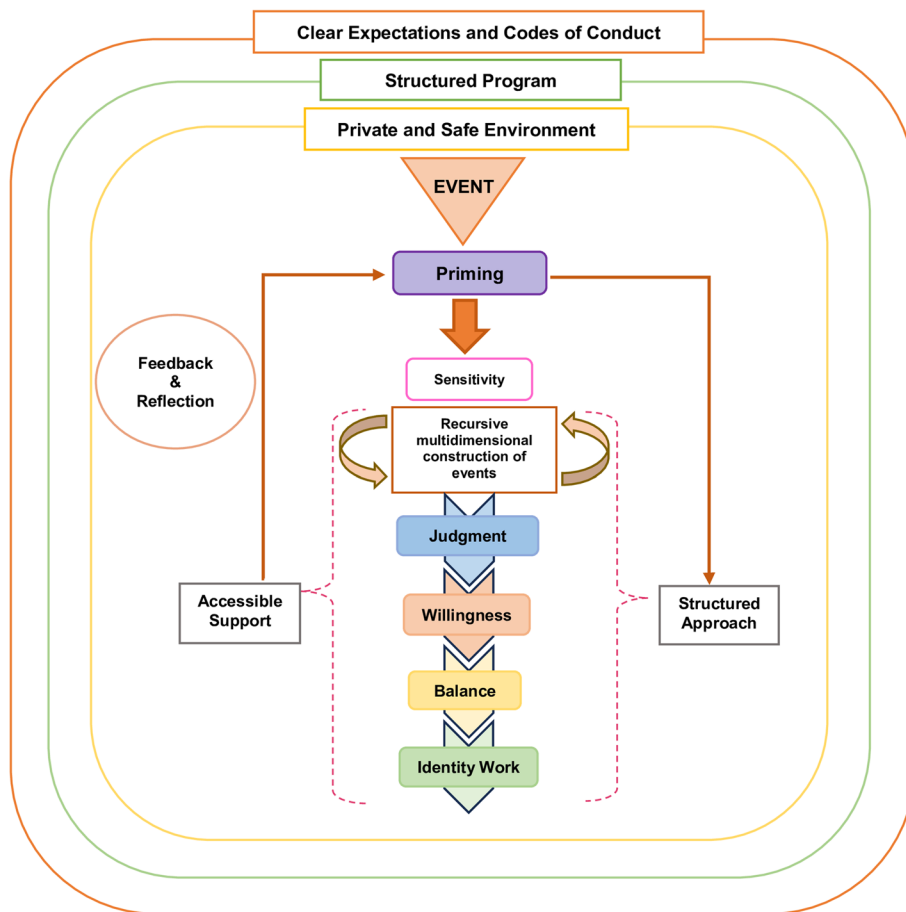 Clear Expectations and Codes of Conduct
Structured Program
Private and Safe Environment
EVENT
Priming
Feedback
&
Reflection
Sensitivity
Recursive
multidimensional
construction of
events
Judgment
Accessible
Support
Willingness
Structured
Approach
Balance
Identity Work